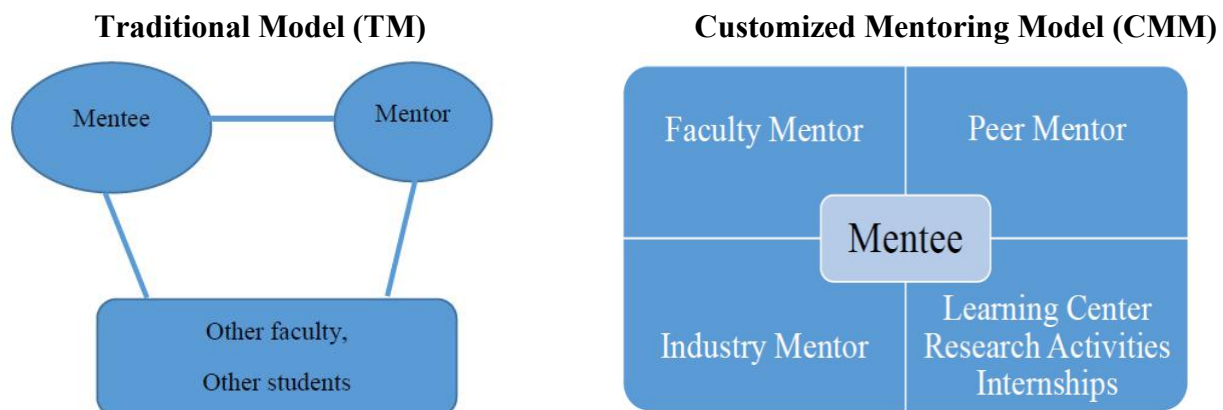 Traditional Model (TM)
Mentee
Mentor
Other faculty,
Other students
Customized Mentoring Model (CMM)
Faculty Mentor
Peer Mentor
Mentee
Industry Mentor
Learning Center
Research Activities
Internships